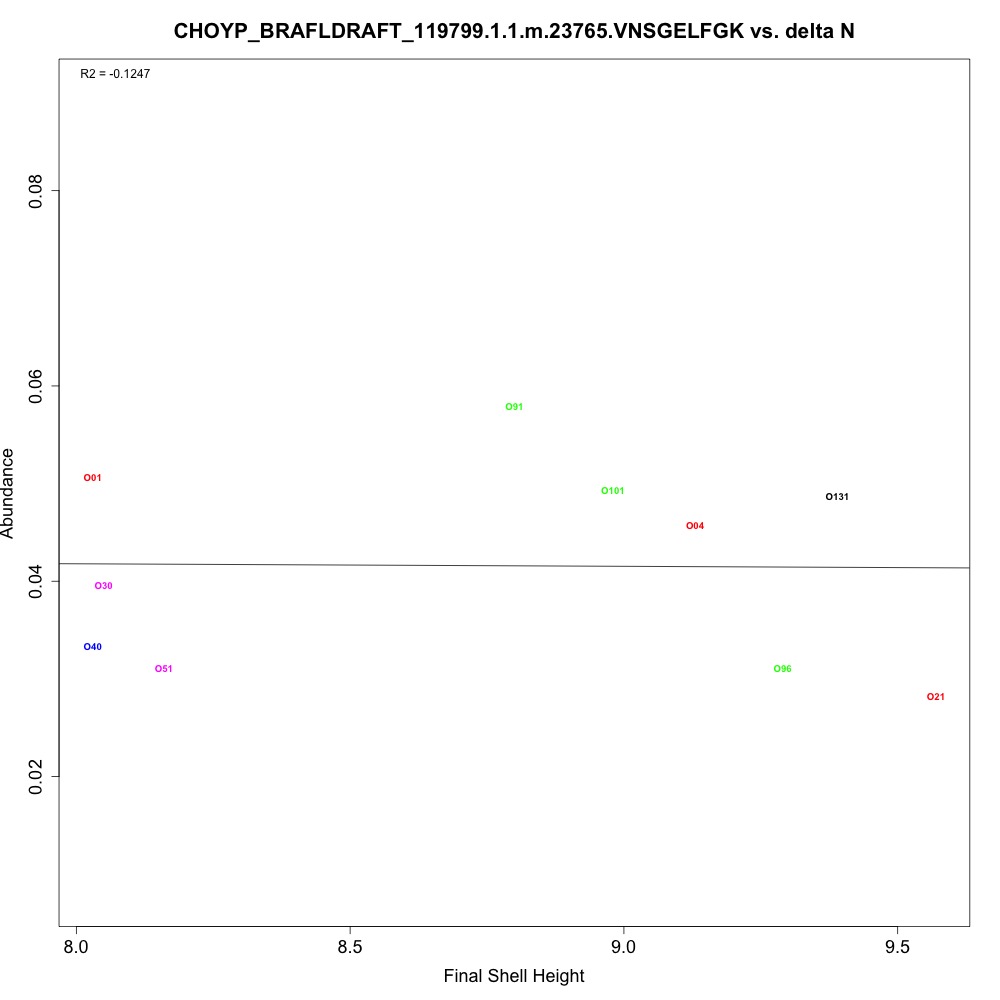 CHOYP_BRAFLDRAFT_119799.1.1.m.23765.VNSGELFGK vs. delta N
R2 = -0.1247
0.08
0.06
O91
O01
O101
O131
Abundance
O04
0.04
O30
O40
O51
O96
O21
0.02
8.0 8.5 9.0 9.5
Final Shell Height